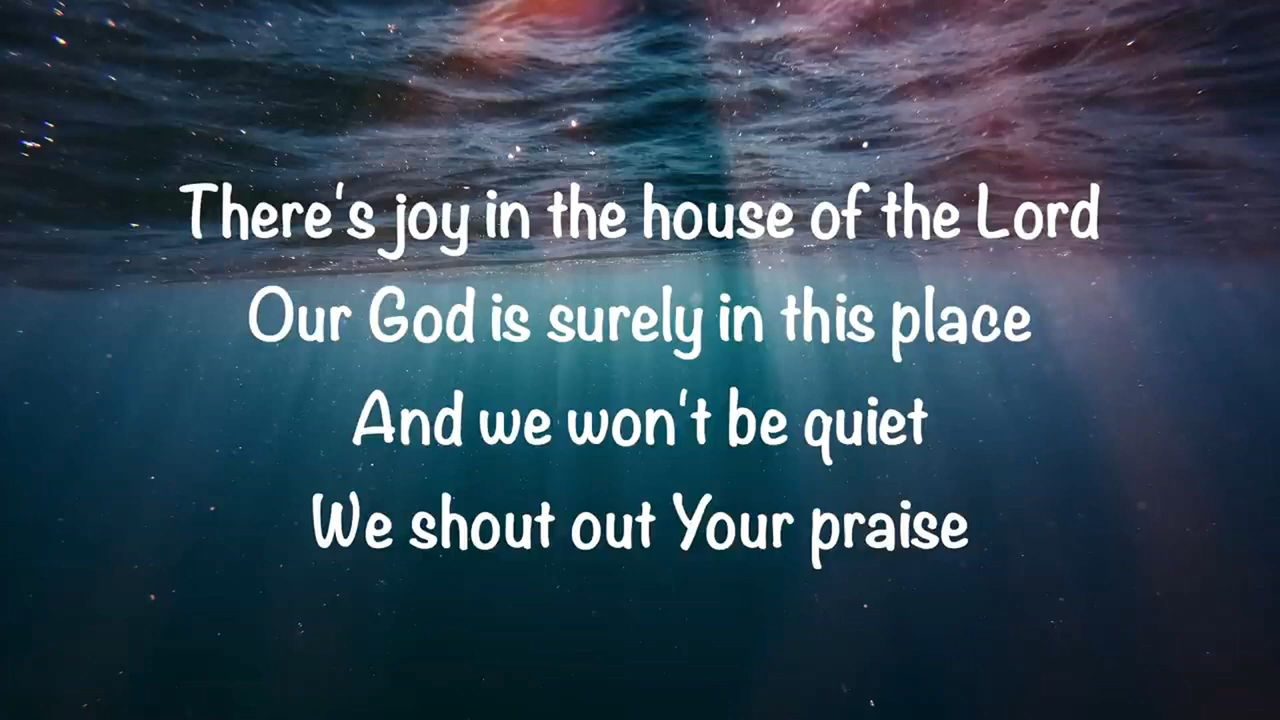 There's joy in the house of the Lord
Our God is surely in this place
And we won't be quiet
We shout out Your praise